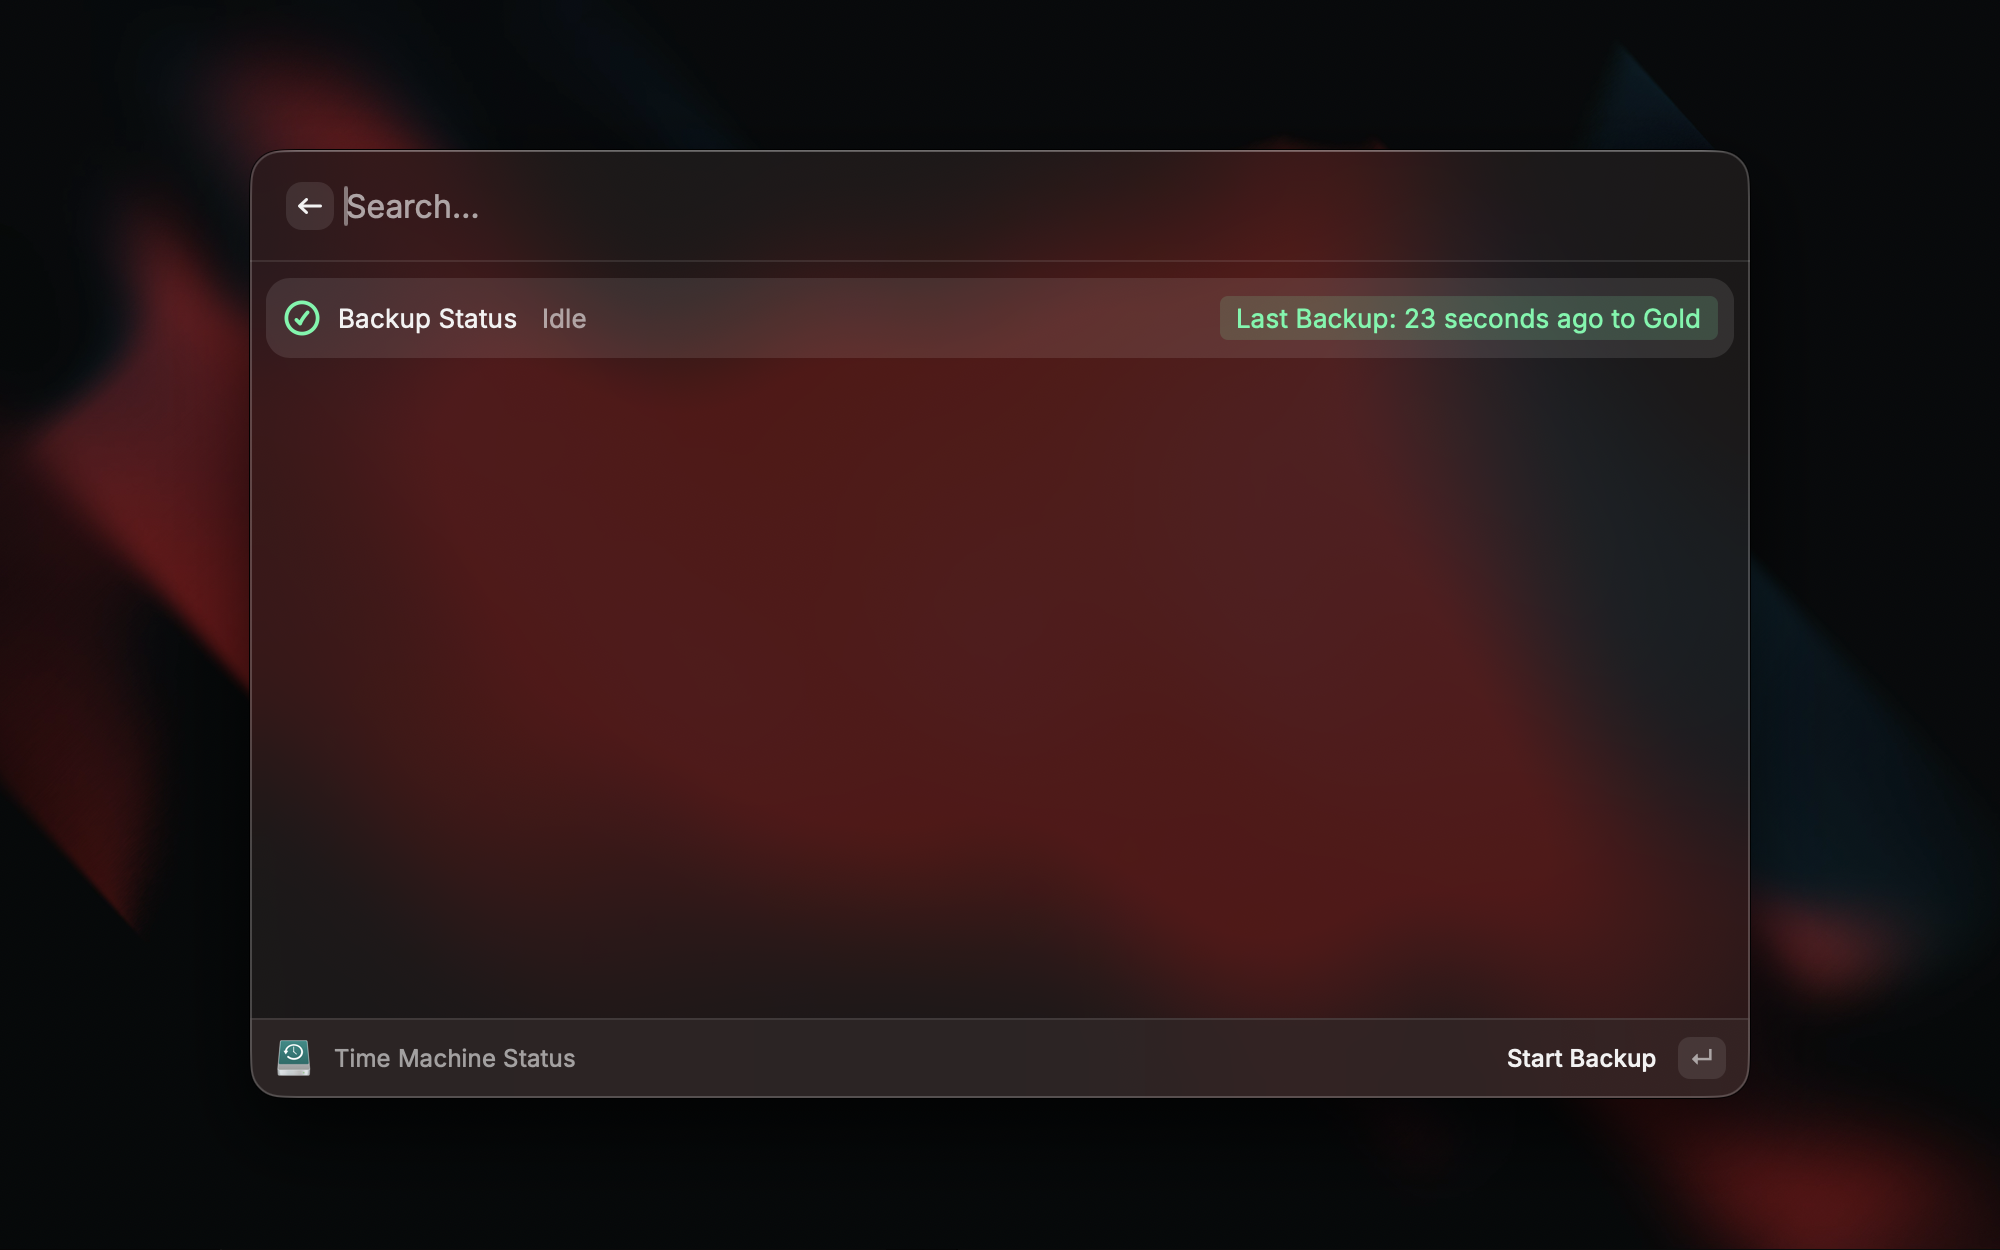 Search...
Backup Status Idle Last Backup: 23 seconds ago to Gold
Time Machine Status Start Backup